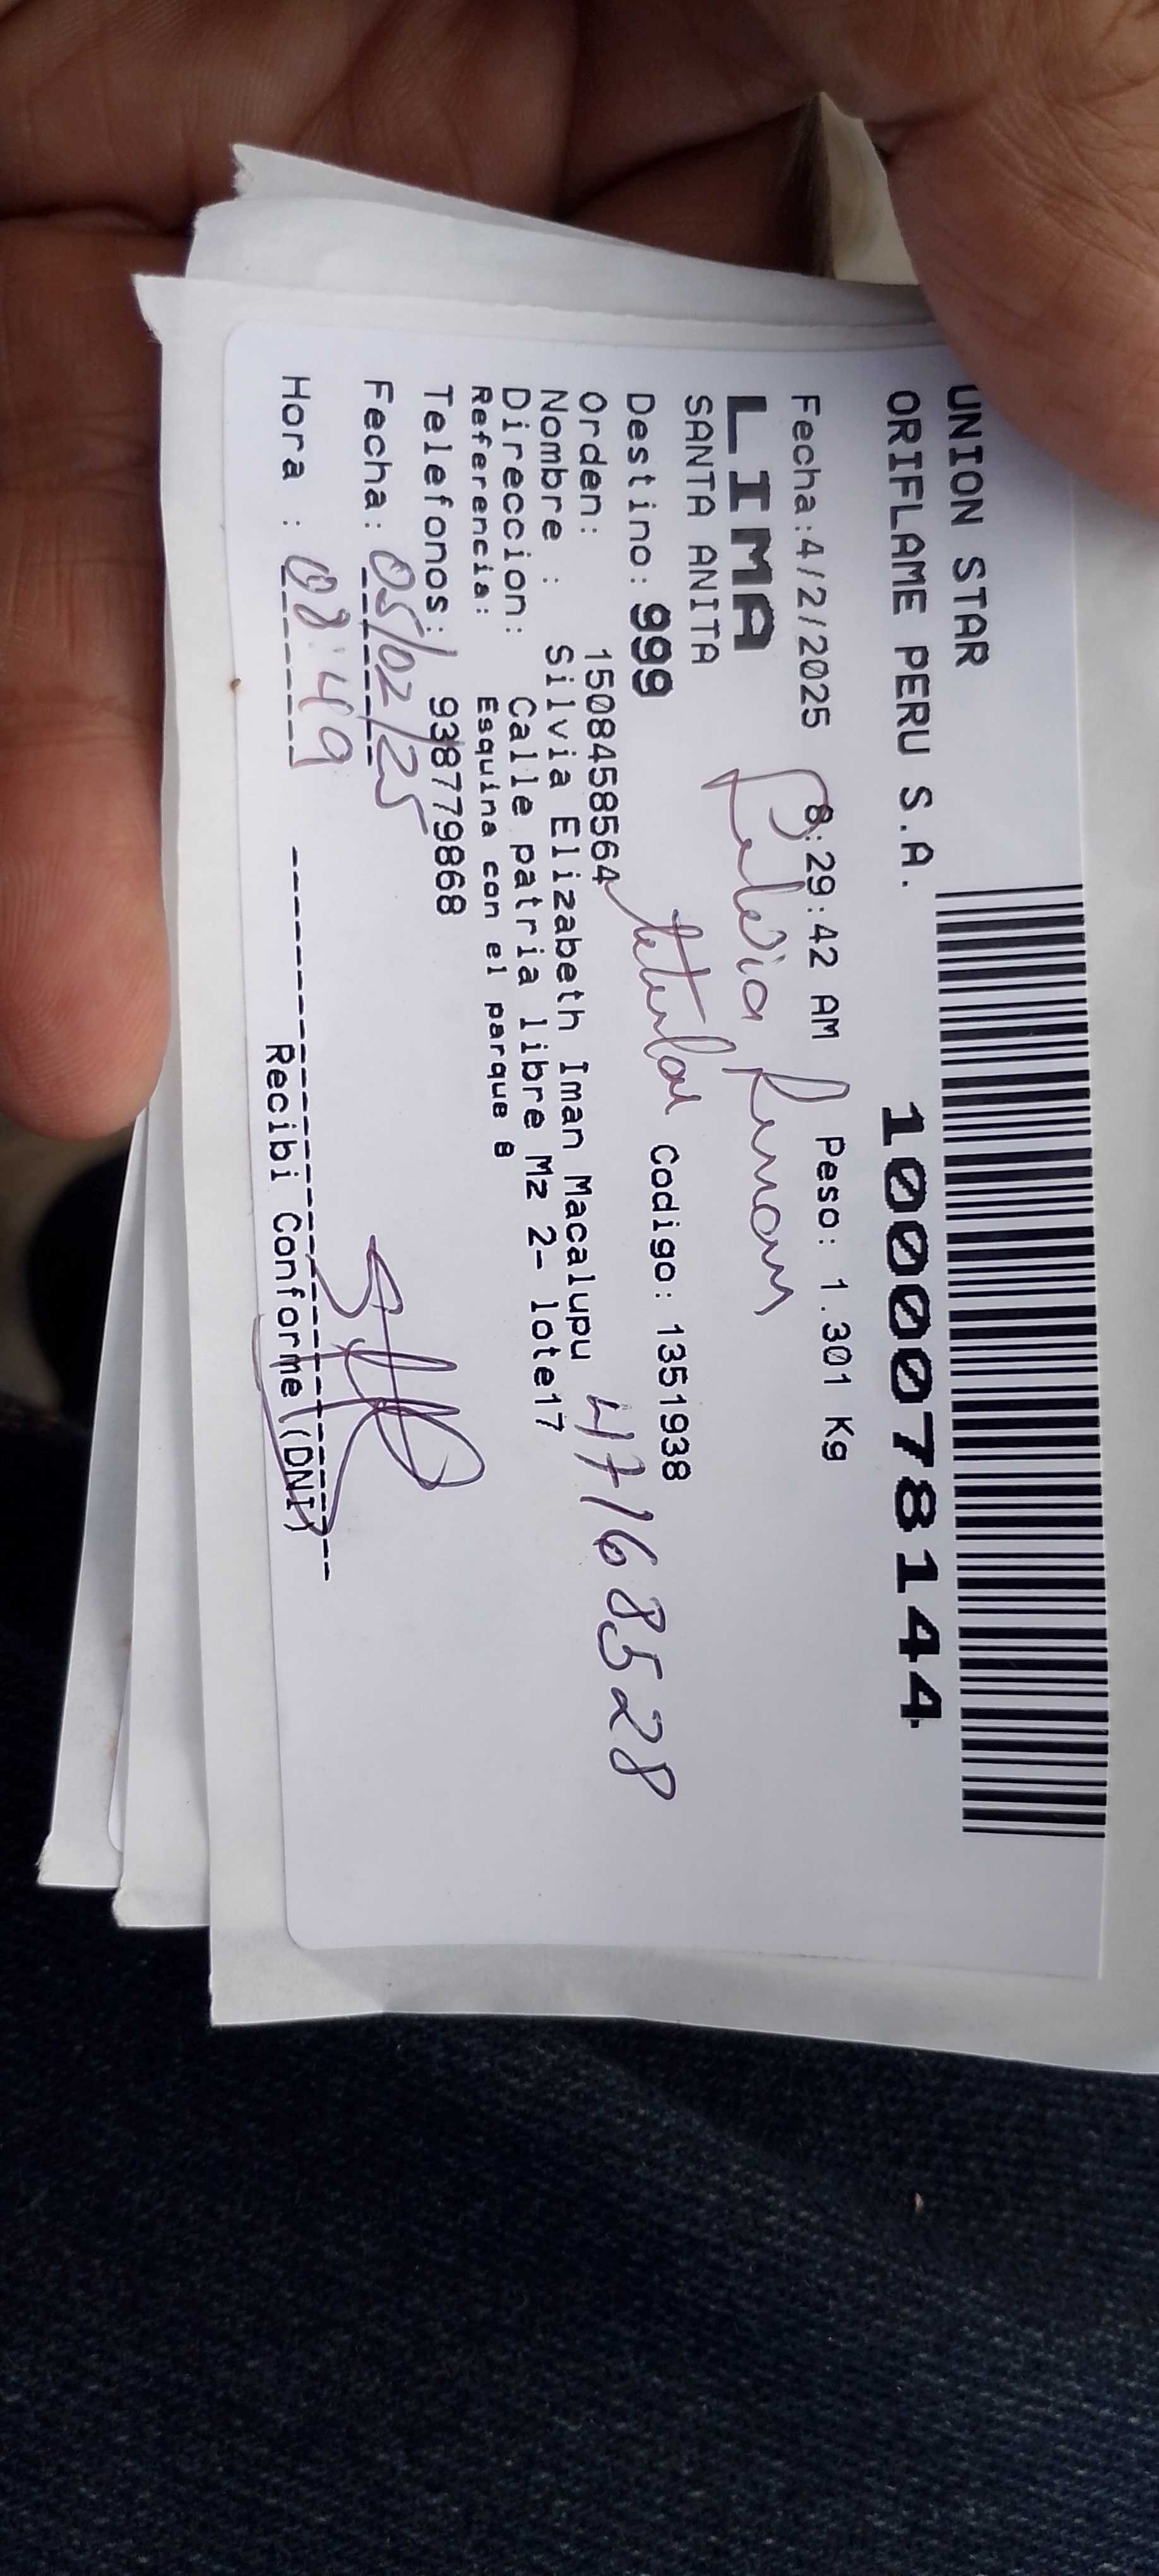 UNION STAR
ORIFLAME PERU S.A. 1000078144
Fecha:4/2/2025 8:29:42 AM Peso: 1.301 Kg
LIMA
SANTA ANITA
Destino: 999 titular Codigo: 1351938
Orden: 1508458564
Nombre : Silvia Elizabeth Iman Macalupu 47168528
Direccion: Calle patria libre Mz 2- lote17
Referencia: Esquina con el parque 8
Telefonos: 938779868
Fecha: 05/02/25
Hora : 08:49
Recibi Conforme (DNI)